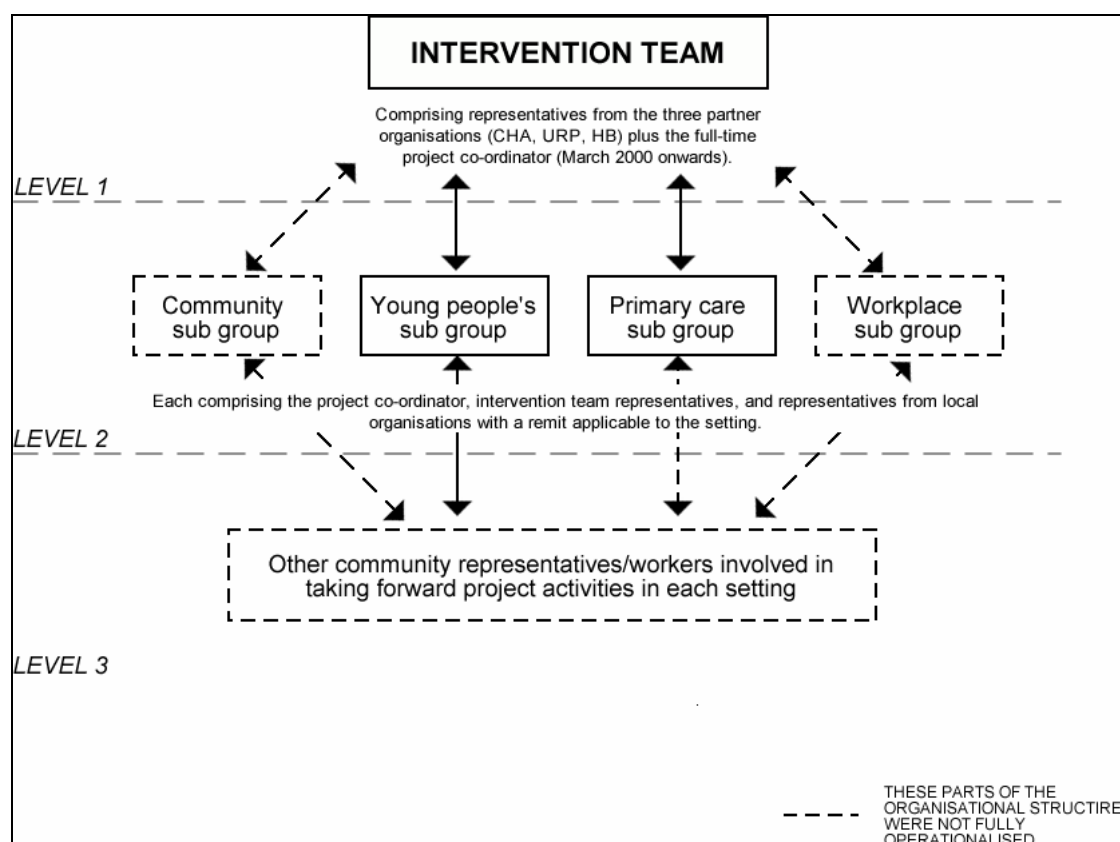 INTERVENTION TEAM
Comprising representatives from the three partner
organisations (CHA, URP, HB) plus the full-time
project co-ordinator (March 2000 onwards).
LEVEL 1
Community
sub group
Young people's
sub group
Primary care
sub group
Workplace
sub group
Each comprising the project co-ordinator, intervention team representatives, and representatives from local
organisations with a remit applicable to the setting.
LEVEL 2
Other community representatives/workers involved in
taking forward project activities in each setting
LEVEL 3
THESE PARTS OF THE
ORGANISATIONAL STRUCTIRE
WERE NOT FULLY
OPERATIONALISED